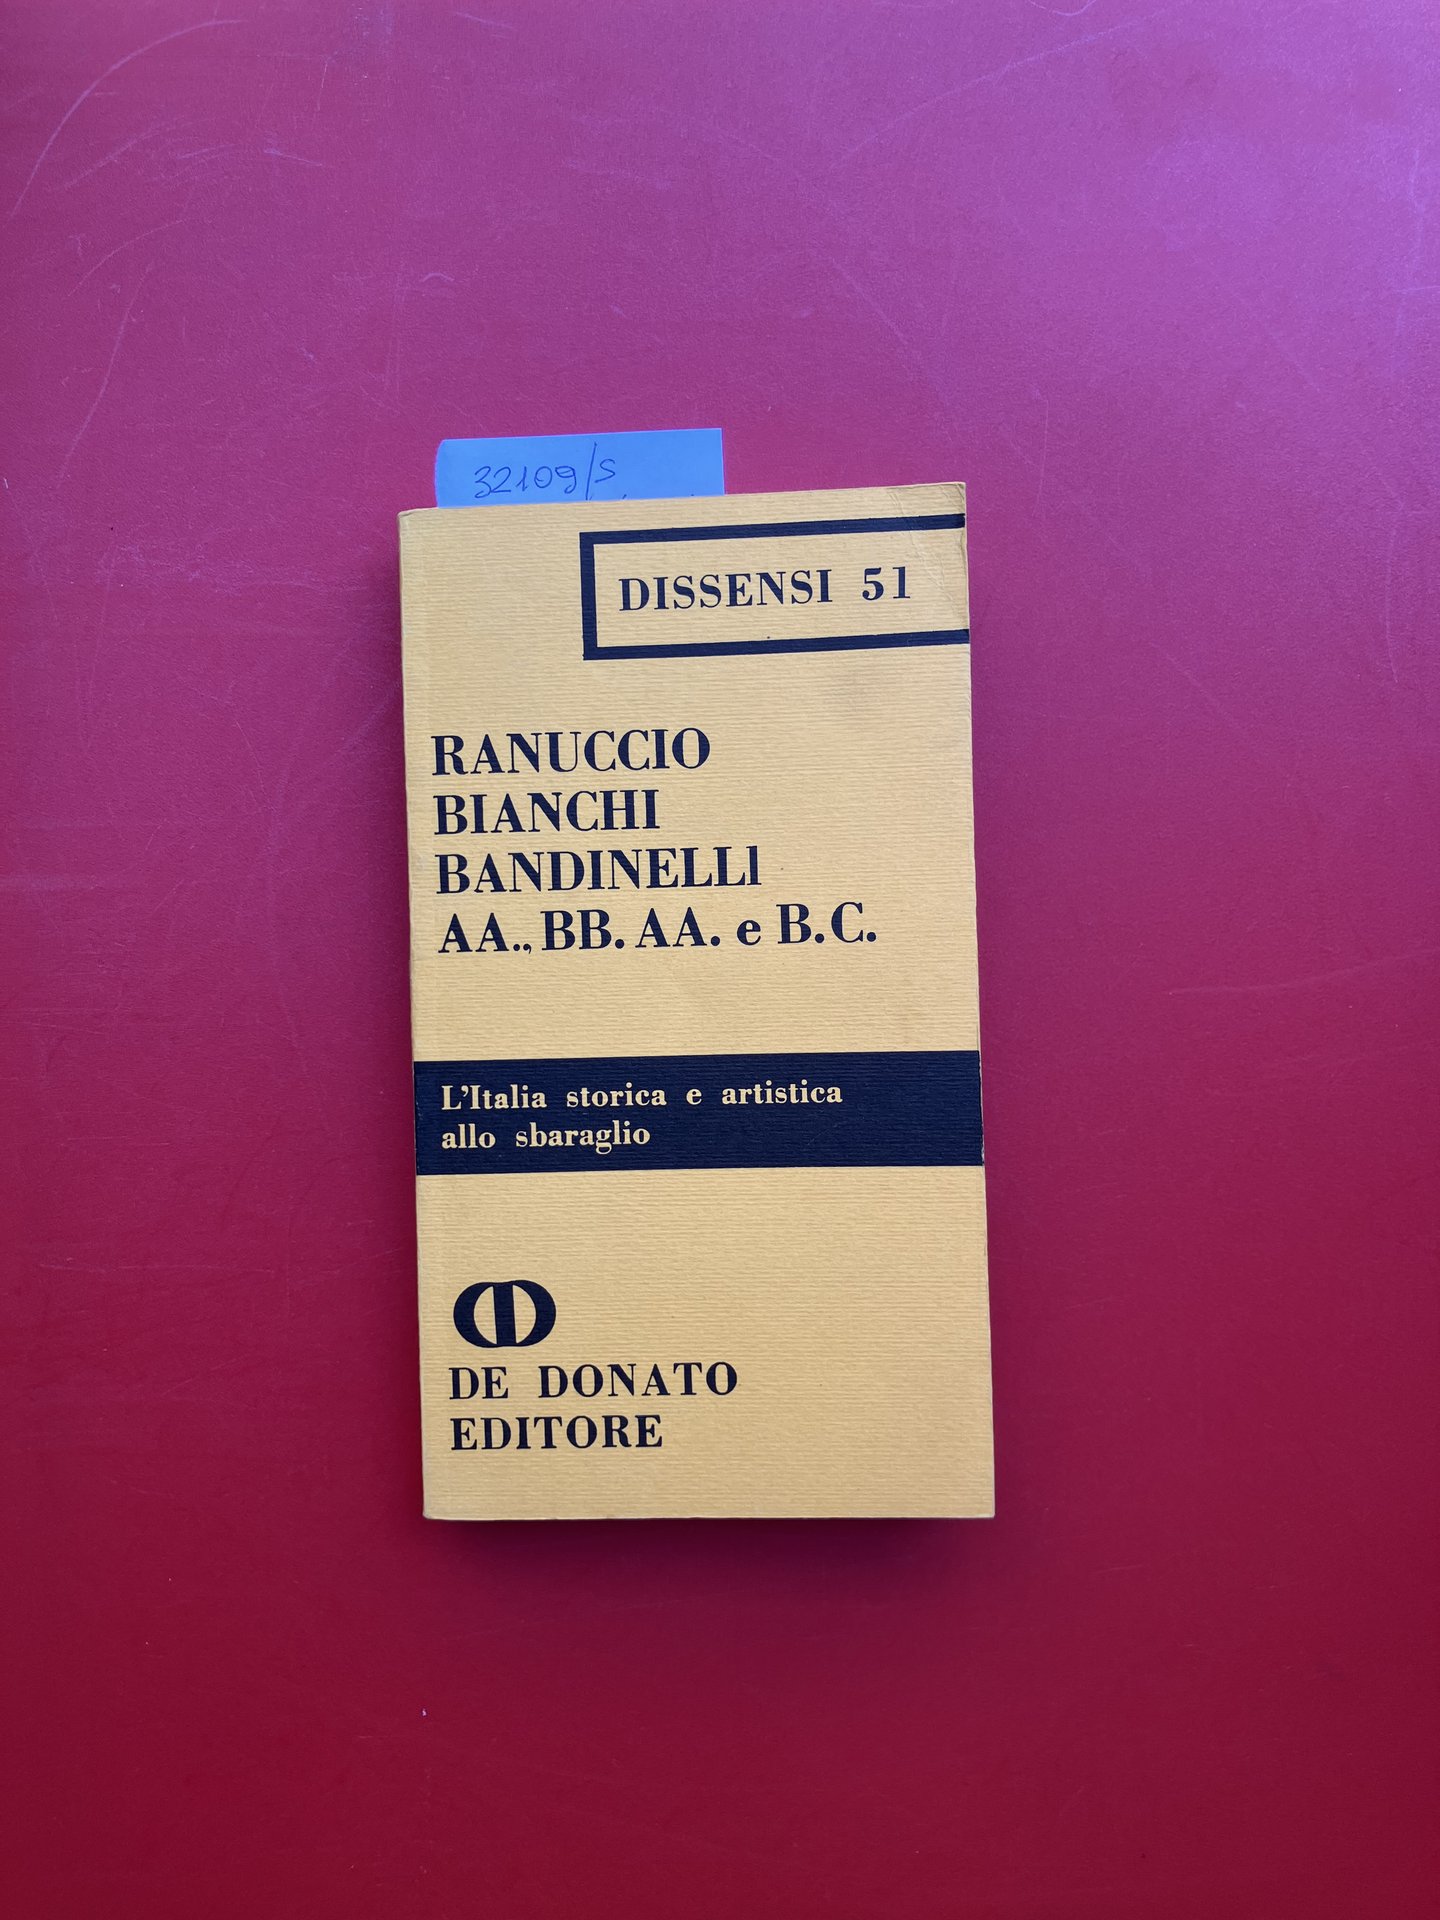 32109/S
DISSENSI 51
RANUCCIO
BIANCHI
BANDINELLI
AA., BB. AA. e B.C.
L'Italia storica e artistica
allo sbaraglio
DE DONATO
EDITORE